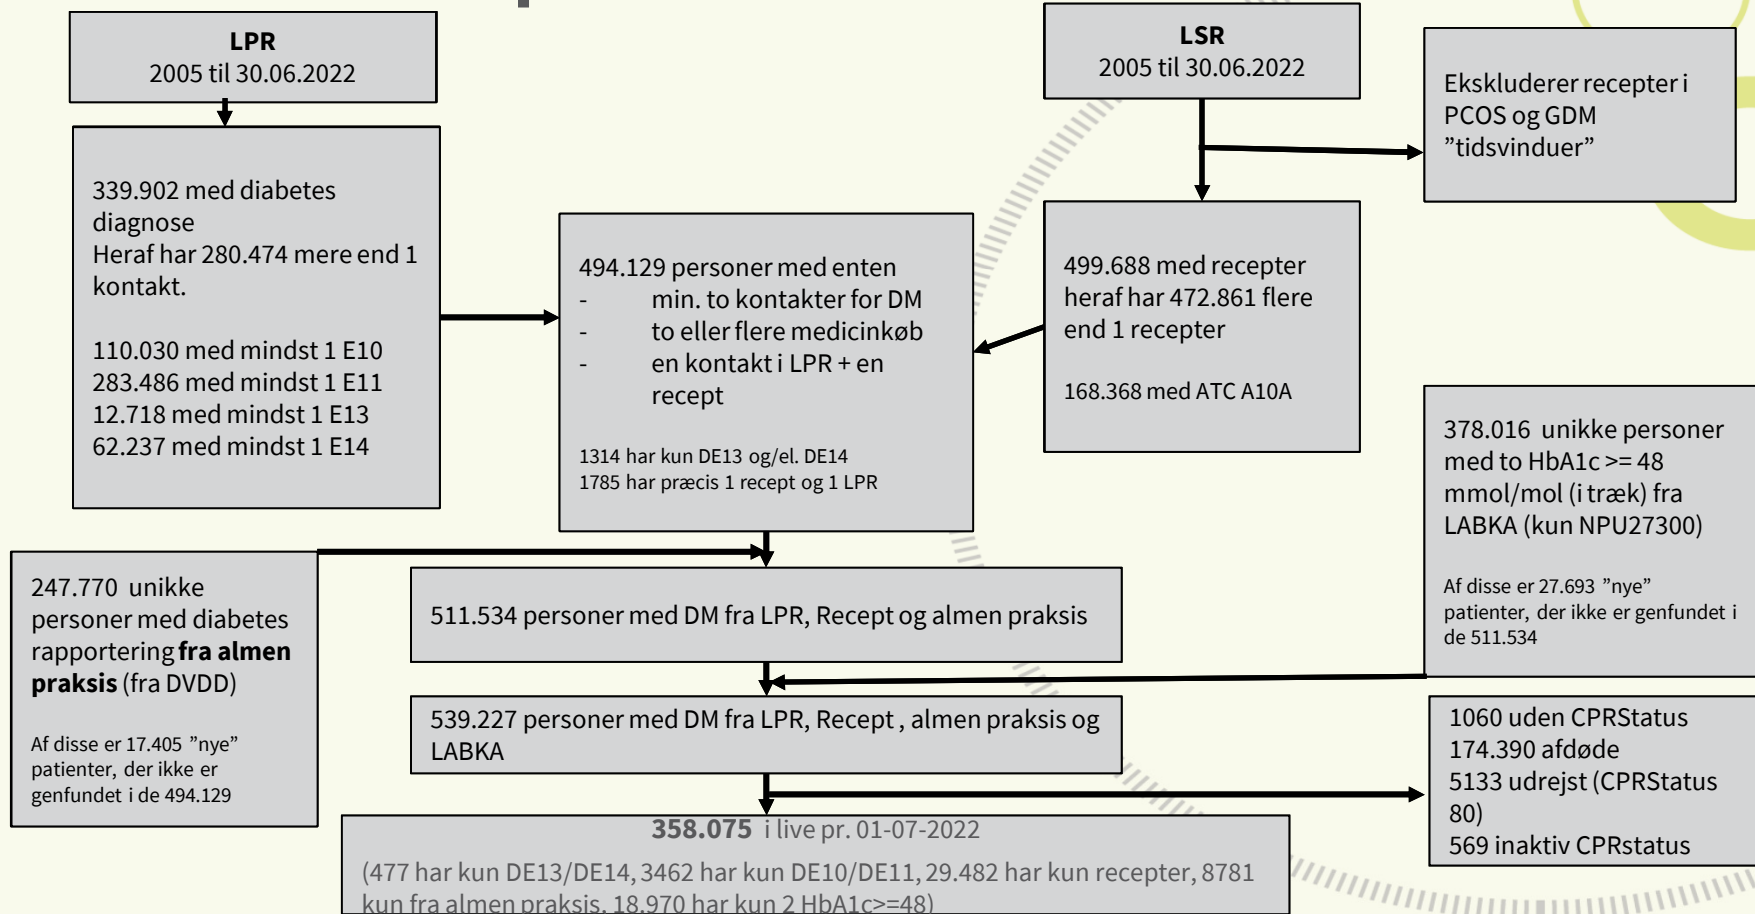 LPR
2005 til 30.06.2022
LSR
2005 til 30.06.2022
Ekskluderer recepter i
PCOS og GDM
”tidsvinduer”
339.902 med diabetes
diagnose
Heraf har 280.474 mere end 1
kontakt.
110.030 med mindst 1 E10
283.486 med mindst 1 E11
12.718 med mindst 1 E13
62.237 med mindst 1 E14
494.129 personer med enten
- min. to kontakter for DM
- to eller flere medicinkøb
- en kontakt i LPR + en
recept
1314 har kun DE13 og/el. DE14
1785 har præcis 1 recept og 1 LPR
499.688 med recepter
heraf har 472.861 flere
end 1 recepter
168.368 med ATC A10A
378.016 unikke personer
med to HbA1c >= 48
mmol/mol (i træk) fra
LABKA (kun NPU27300)
Af disse er 27.693 ”nye”
patienter, der ikke er genfundet i
de 511.534
247.770 unikke
personer med diabetes
rapportering fra almen
praksis (fra DVDD)
Af disse er 17.405 ”nye”
patienter, der ikke er
genfundet i de 494.129
511.534 personer med DM fra LPR, Recept og almen praksis
539.227 personer med DM fra LPR, Recept , almen praksis og
LABKA
1060 uden CPRStatus
174.390 afdøde
5133 udrejst (CPRStatus
80)
569 inaktiv CPRstatus
358.075 i live pr. 01-07-2022
(477 har kun DE13/DE14, 3462 har kun DE10/DE11, 29.482 har kun recepter, 8781
kun fra almen praksis, 18.970 har kun 2 HbA1c>=48)